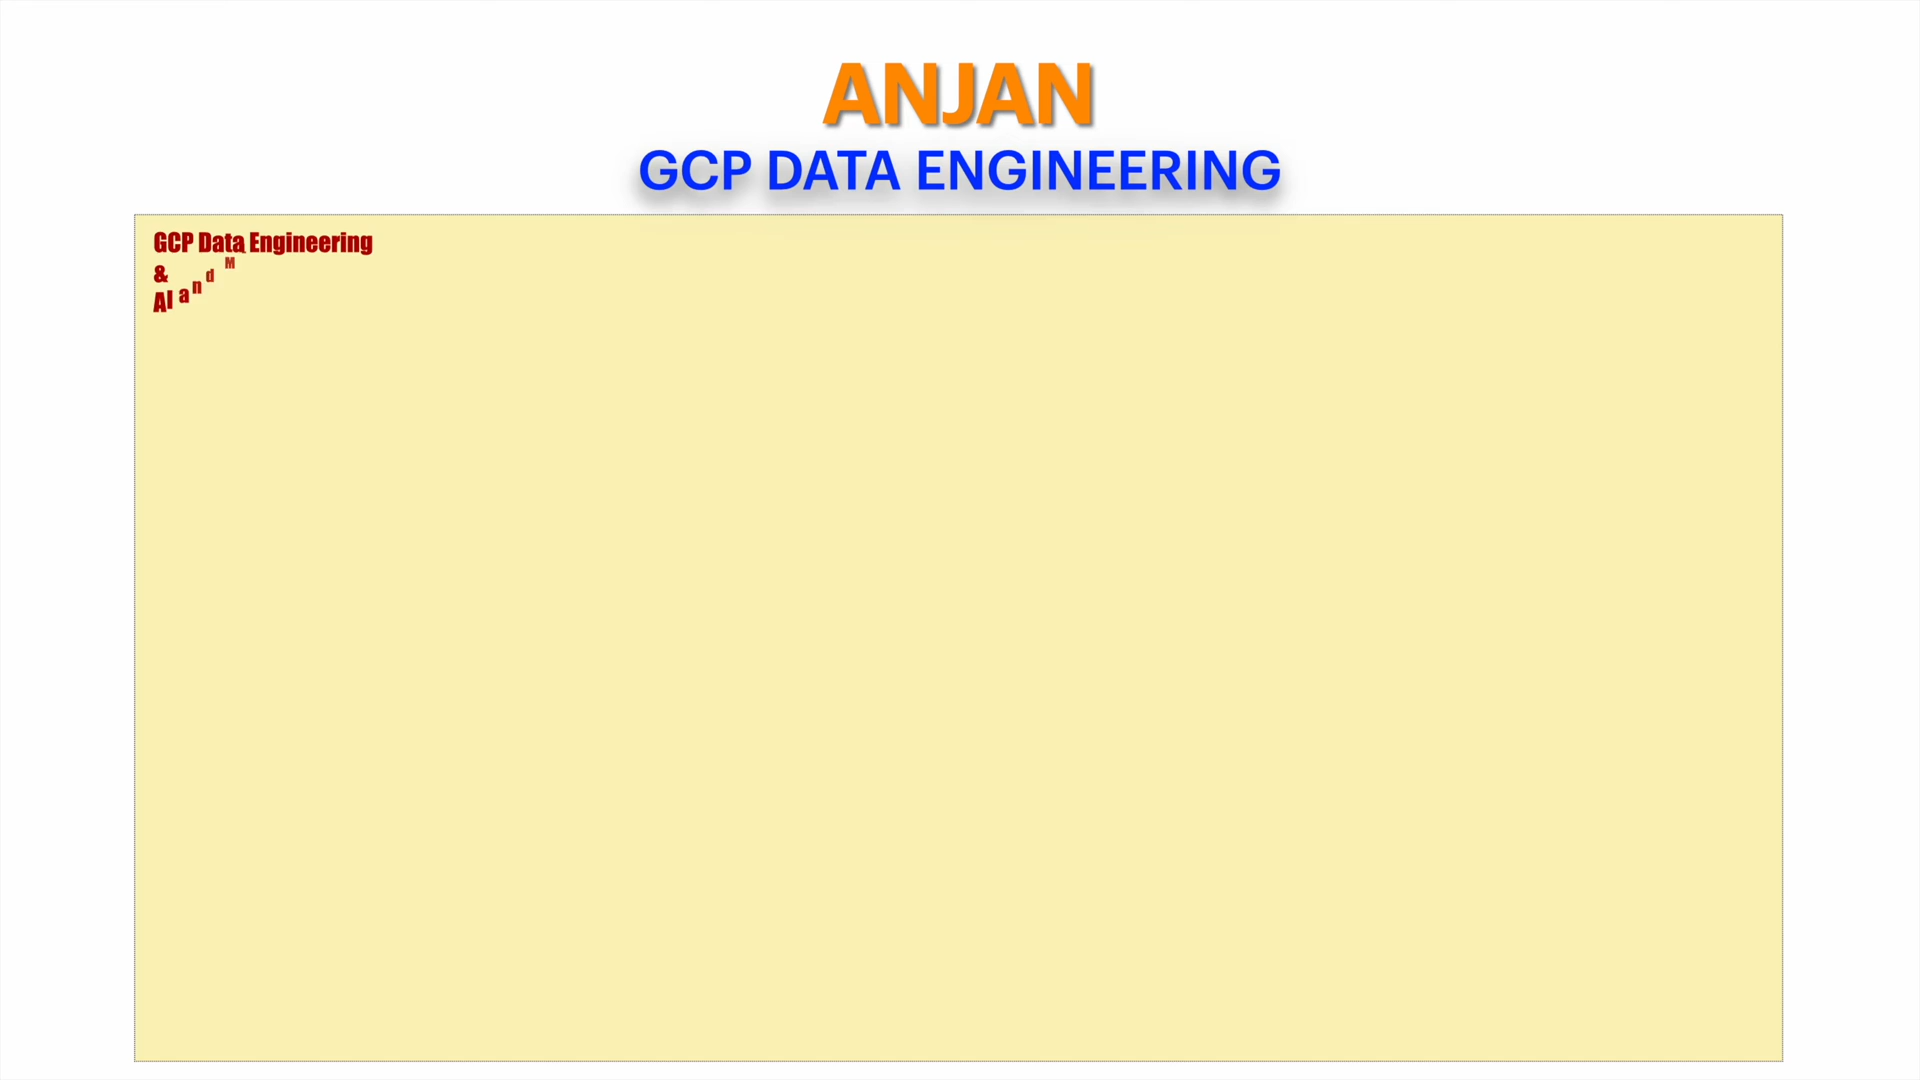 ANJAN
GCP DATA ENGINEERING
GCP Data Engineering
&
AI and M